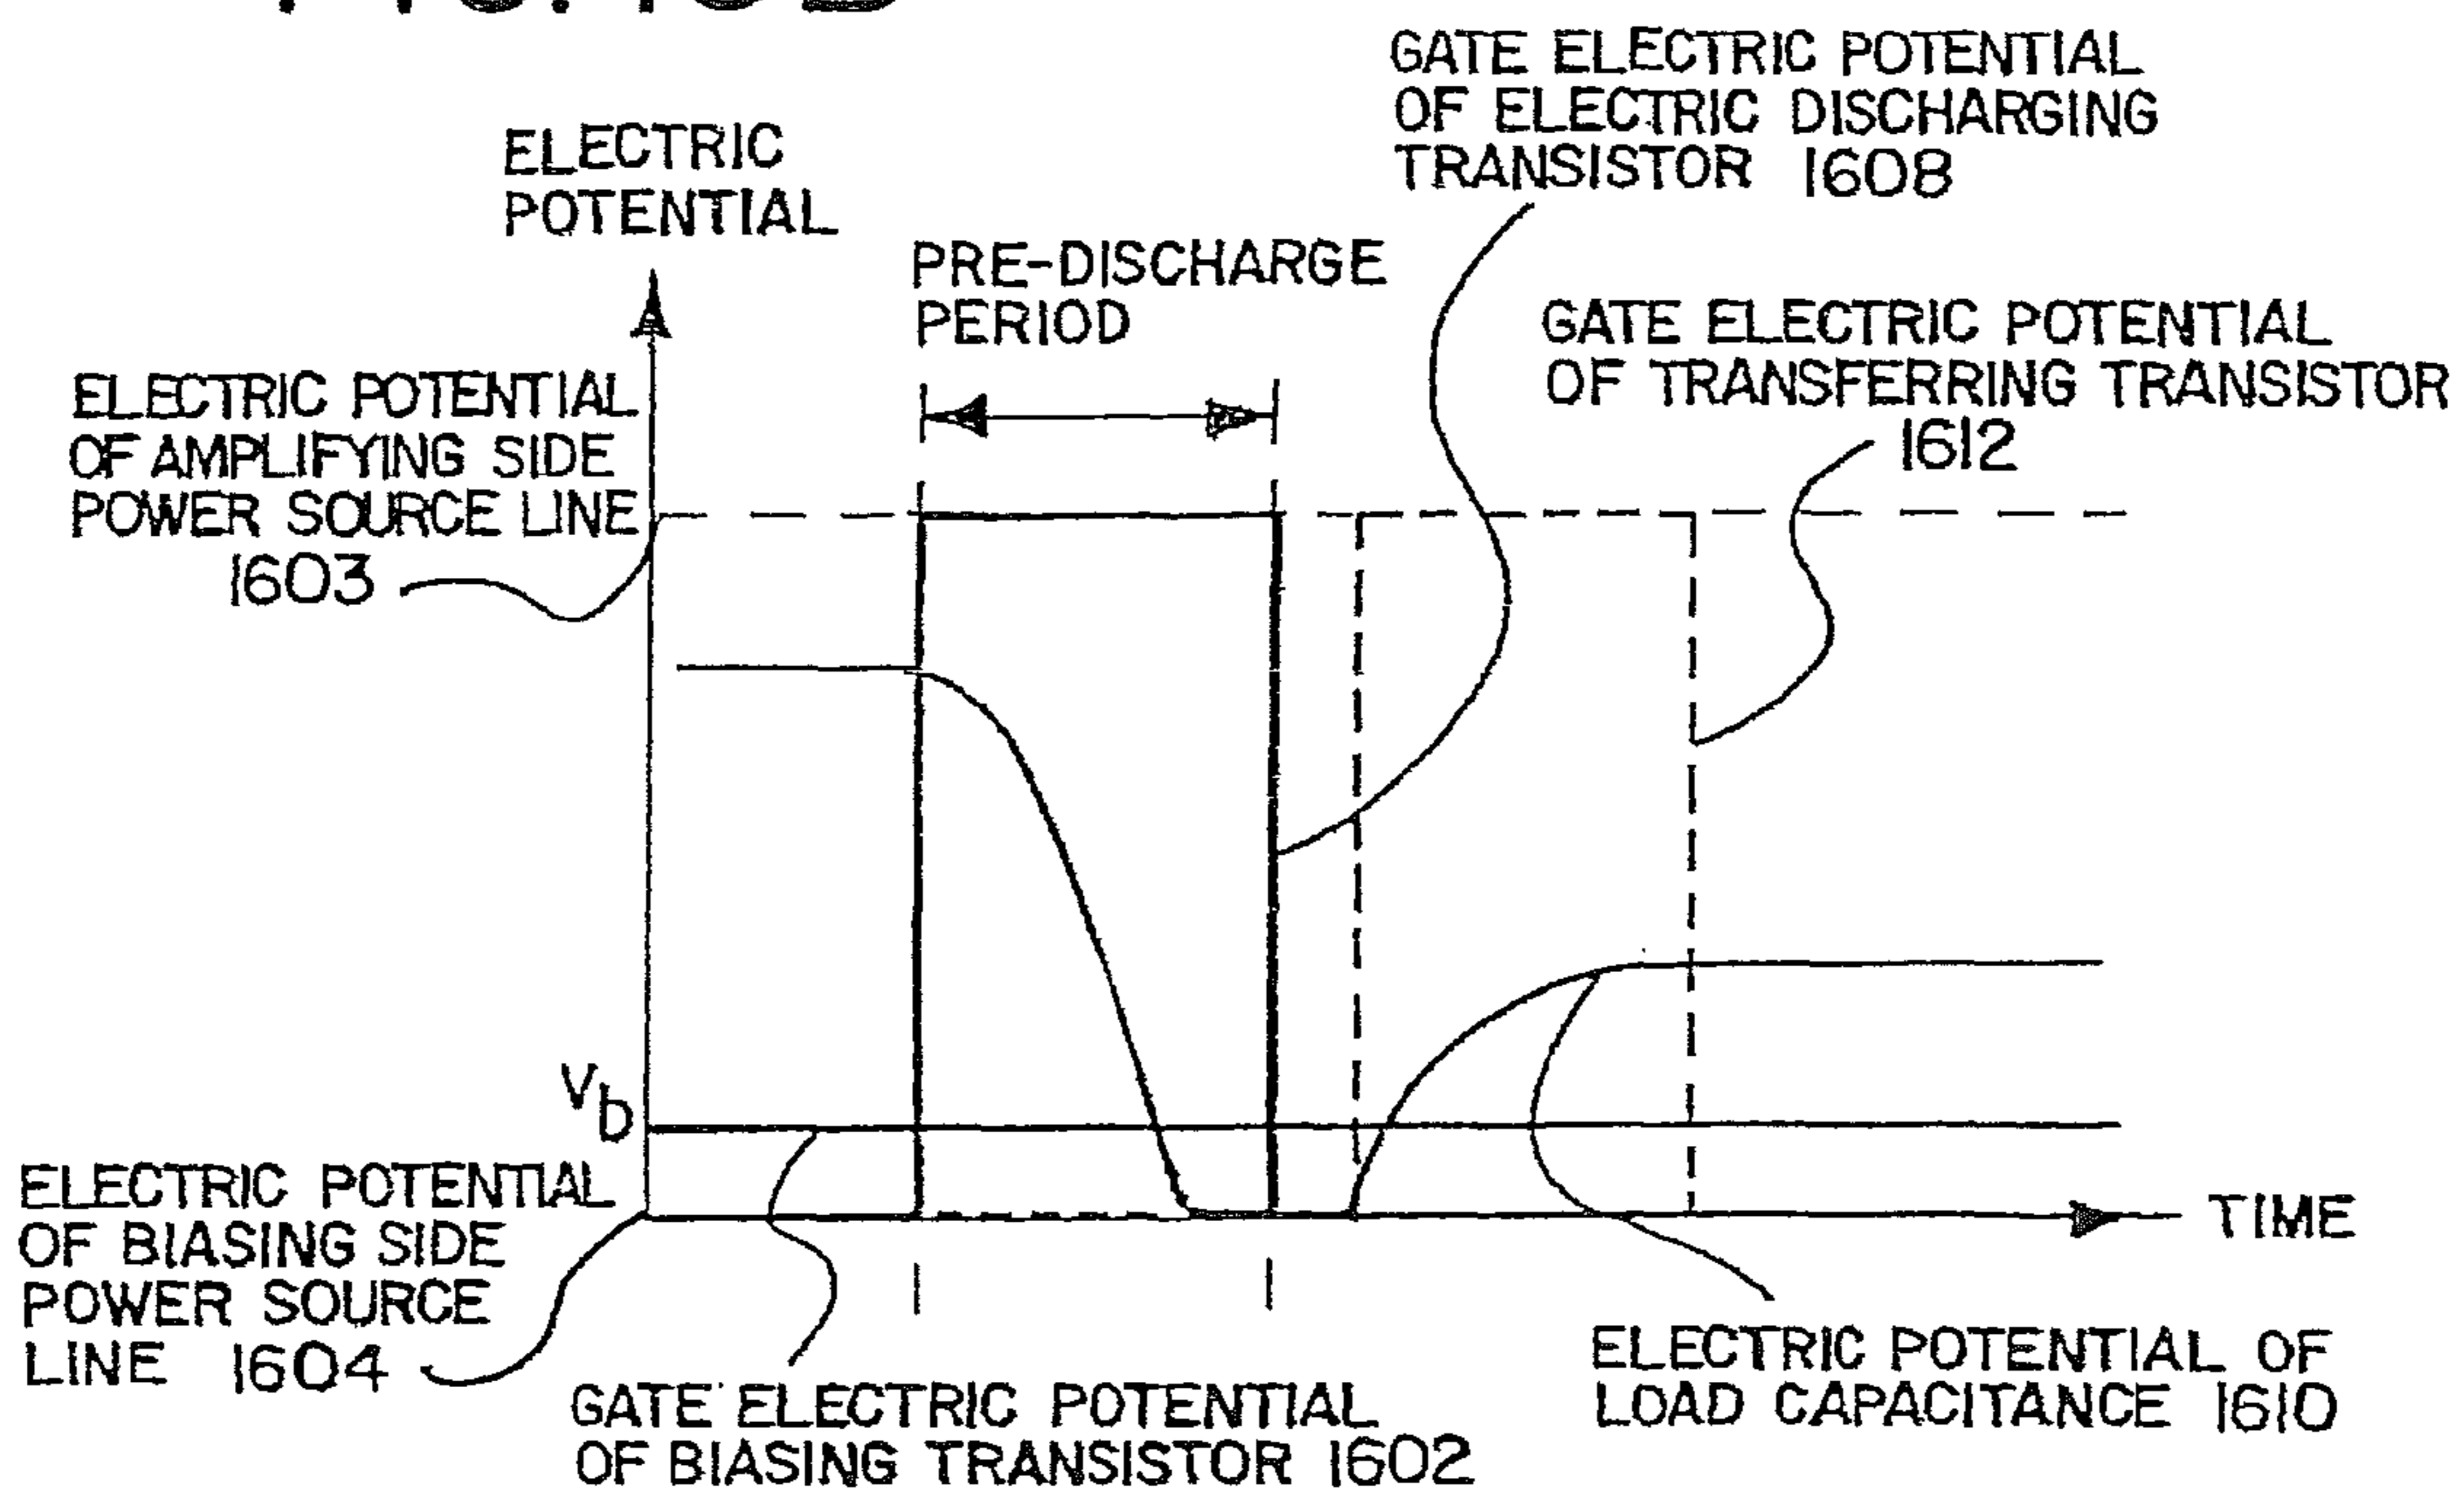 ELECTRIC
POTENTIAL
GATE ELECTRIC POTENTIAL
OF ELECTRIC DISCHARGING
TRANSISTOR 1608
PRE-DISCHARGE
PERIOD
GATE ELECTRIC POTENTIAL
OF TRANSFERRING TRANSISTOR
1612
ELECTRIC POTENTIAL
OF AMPLIFYING SIDE
POWER SOURCE LINE
1603
Vb
ELECTRIC POTENTIAL
OF BIASING SIDE
POWER SOURCE
LINE 1604
TIME
GATE ELECTRIC POTENTIAL
OF BIASING TRANSISTOR 1602
ELECTRIC POTENTIAL OF
LOAD CAPACITANCE 1610